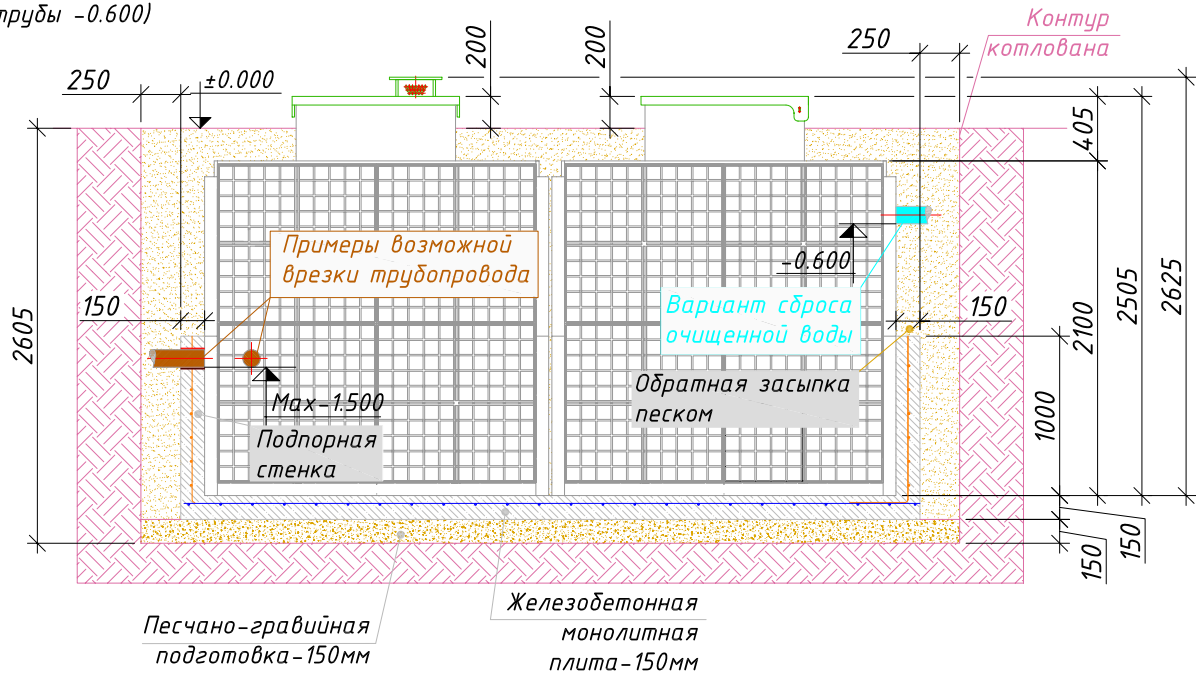 трубы -0.600)
Контур
котлована
200
200
250
250
±0.000
405
Примеры возможной
врезки трубопровода
-0.600
150
Вариант сброса
очищенной воды
150
2605
2100
2505
2625
Max-1.500
Обратная засыпка
песком
1000
Подпорная
стенка
150
150
Железобетонная
монолитная
плита-150мм
Песчано-гравийная
подготовка-150мм